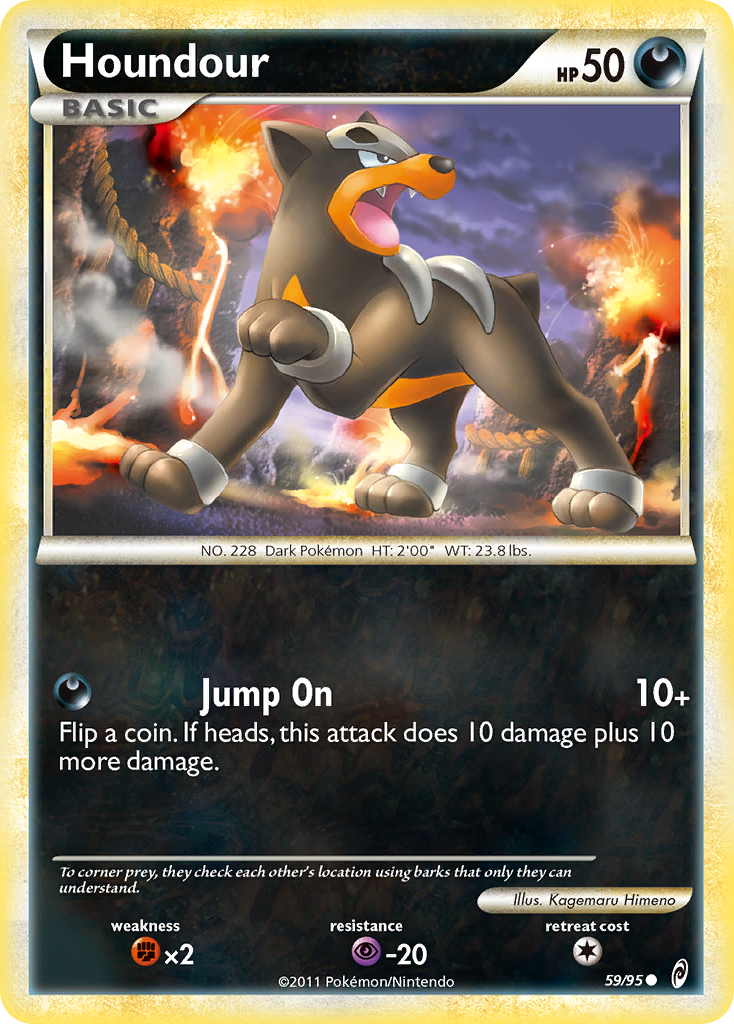 Houndour
HP 50
BASIC
NO. 228 Dark Pokémon HT: 2'00" WT: 23.8 lbs.
Jump On 10+
Flip a coin. If heads, this attack does 10 damage plus 10
more damage.
To corner prey, they check each other's location using barks that only they can
understand.
Illus. Kagemaru Himeno
weakness resistance retreat cost
×2 -20
©2011 Pokémon/Nintendo 59/95